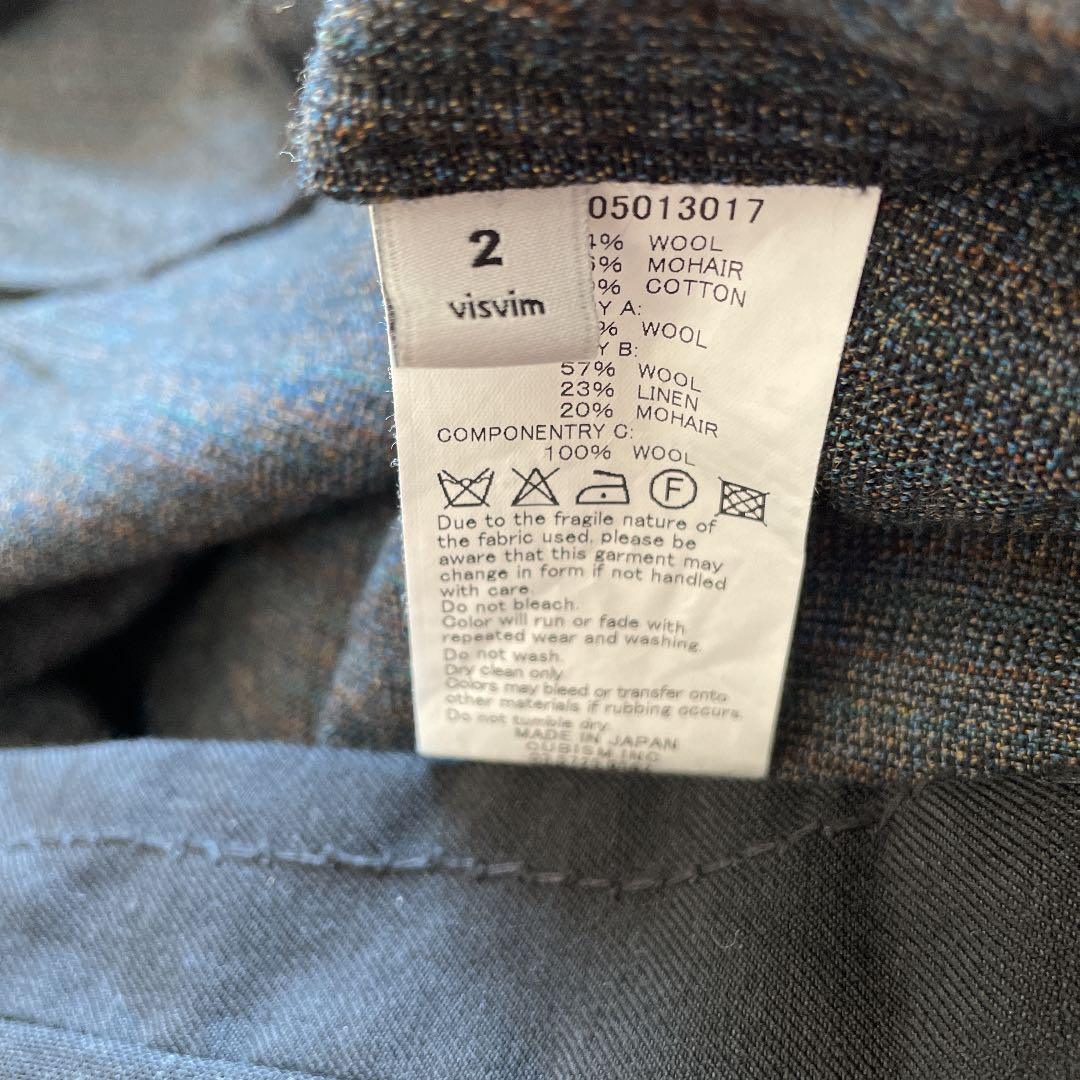 2
visvim
05013017
4% WOOL
6% MOHAIR
0% COTTON
Y A:
% WOOL
Y B:
57% WOOL
23% LINEN
20% MOHAIR
COMPONENTRY C:
100% WOOL
F
Due to the fragile nature of
the fabric used, please be
aware that this garment may
change in form if not handled
with care.
Do not bleach.
Color will run or fade with
repeated wear and washing.
Do not wash.
Dry clean only
Colors may bleed or transfer onto
other materials if rubbing occurs.
Do not tumble dry.
MADE IN JAPAN
CUBISM INC